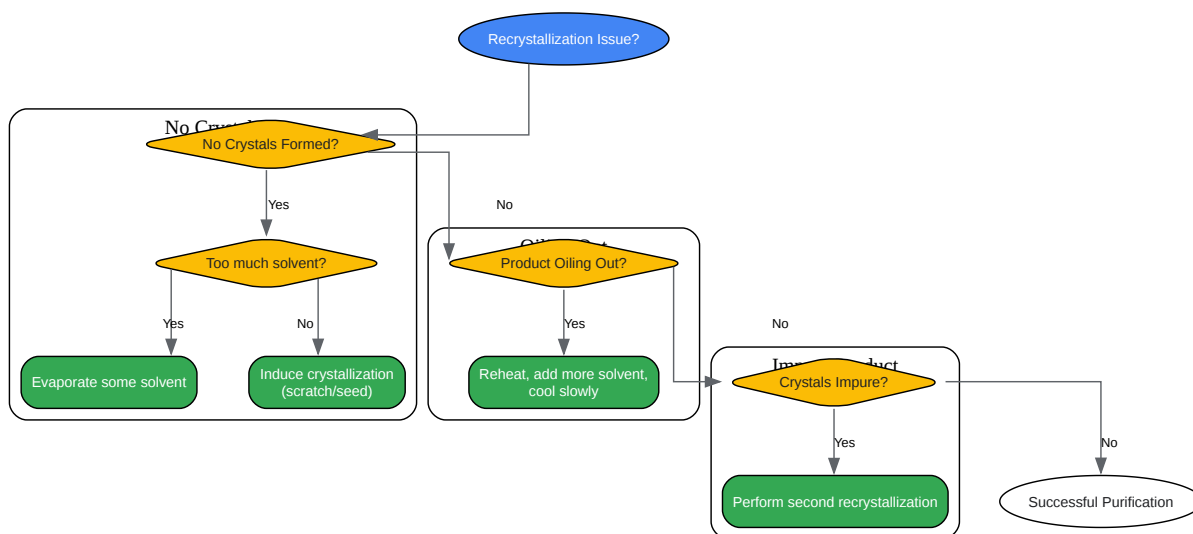 Recrystallization Issue?
No Crystals Formed?
Yes
No
Too much solvent?
Product Oiling Out?
Yes
No
Yes
No
Evaporate some solvent
Induce crystallization
(scratch/seed)
Reheat, add more solvent,
cool slowly
Crystals Impure?
Yes
No
Perform second recrystallization
Successful Purification